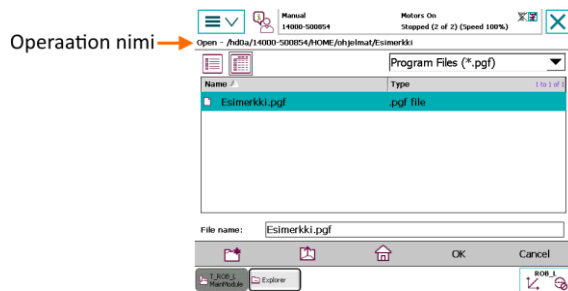 Manual
14000-500854
Motors On
Stopped (2 of 2) (Speed 100%)
Operaation nimi
Open - /hd0a/14000-500854/HOME/ohjelmat/Esimerkki
Program Files (*.pgf)
Name
Type
1 to 1 of 1
Esimerkki.pgf
.pgf file
File name:
Esimerkki.pgf
OK
Cancel
T_ROB_L
MainModule
Explorer
ROB_L